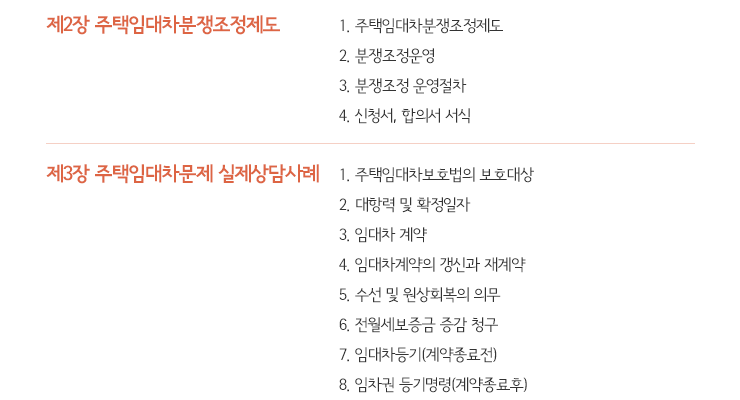 제2장 주택임대차분쟁조정제도
1. 주택임대차분쟁조정제도
2. 분쟁조정운영
3. 분쟁조정 운영절차
4. 신청서, 합의서 서식
제3장 주택임대차문제 실제상담사례
1. 주택임대차보호법의 보호대상
2. 대항력 및 확정일자
3. 임대차 계약
4. 임대차계약의 갱신과 재계약
5. 수선 및 원상회복의 의무
6. 전월세보증금 증감 청구
7. 임대차등기(계약종료전)
8. 임차권 등기명령(계약종료후)